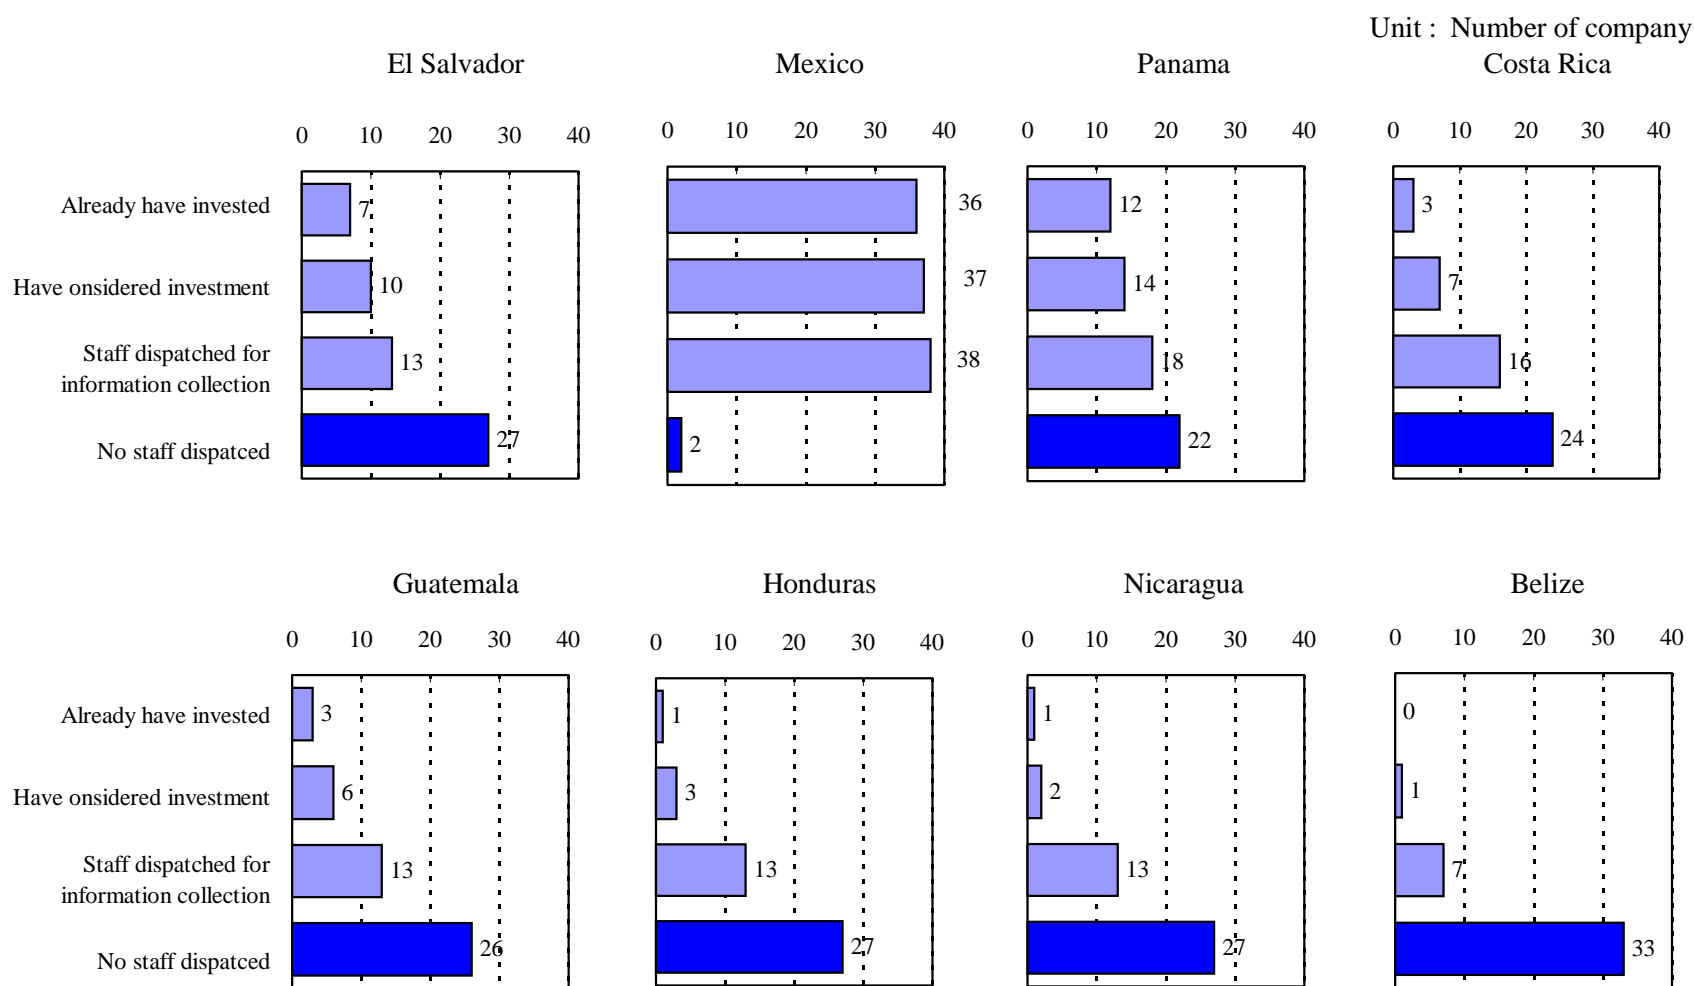 Unit : Number of company
El Salvador
Mexico
Panama
Costa Rica
0 10 20 30 40
0 10 20 30 40
0 10 20 30 40
0 10 20 30 40
Already have invested
7
36
12
3
Have onsidered investment
10
37
14
7
Staff dispatched for
information collection
13
38
18
16
No staff dispatced
27
2
22
24
Guatemala
Honduras
Nicaragua
Belize
0 10 20 30 40
0 10 20 30 40
0 10 20 30 40
0 10 20 30 40
Already have invested
3
1
1
0
Have onsidered investment
6
3
2
1
Staff dispatched for
information collection
13
13
13
7
No staff dispatced
26
27
27
33